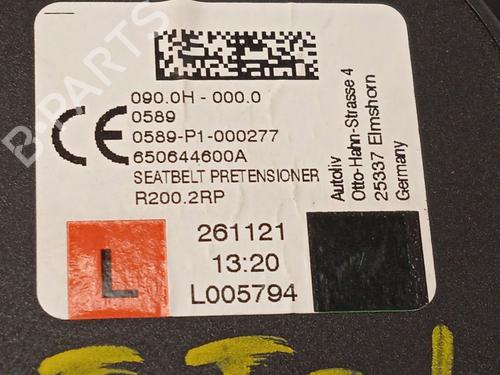 090.0H - 000.0
0589
0589-P1-000277
650644600A
SEATBELT PRETENSIONER
R200.2RP
CE
Autoliv
Otto-Hahn-Strasse 4
25337 Elmshorn
Germany
L
261121
13:20
L005794
B-PARTS